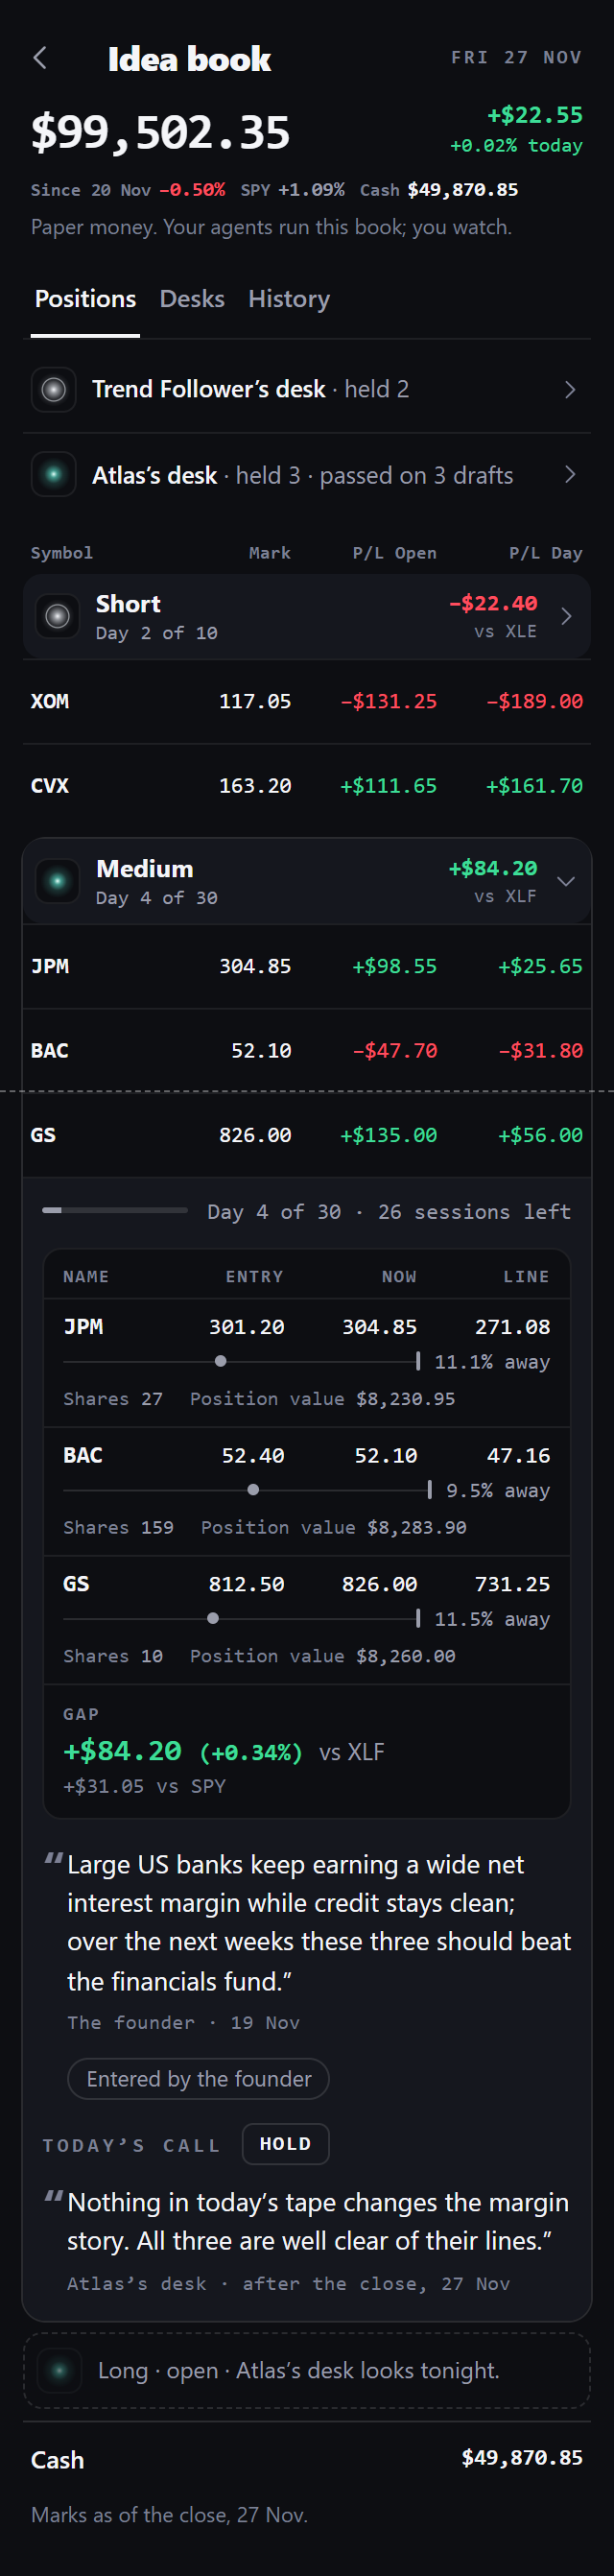 Idea book FRI 27 NOV
$99,502.35 +$22.55
+0.02% today
Since 20 Nov −0.50% SPY +1.09% Cash $49,870.85
Paper money. Your agents run this book; you watch.
Positions Desks History
Trend Follower’s desk · held 2
Atlas’s desk · held 3 · passed on 3 drafts
Symbol Mark P/L Open P/L Day
Short −$22.40
Day 2 of 10 vs XLE
XOM 117.05 −$131.25 −$189.00
CVX 163.20 +$111.65 +$161.70
Medium +$84.20
Day 4 of 30 vs XLF
JPM 304.85 +$98.55 +$25.65
BAC 52.10 −$47.70 −$31.80
GS 826.00 +$135.00 +$56.00
Day 4 of 30 · 26 sessions left
NAME ENTRY NOW LINE
JPM 301.20 304.85 271.08
11.1% away
Shares 27 Position value $8,230.95
BAC 52.40 52.10 47.16
9.5% away
Shares 159 Position value $8,283.90
GS 812.50 826.00 731.25
11.5% away
Shares 10 Position value $8,260.00
GAP
+$84.20 (+0.34%) vs XLF
+$31.05 vs SPY
“Large US banks keep earning a wide net
interest margin while credit stays clean;
over the next weeks these three should beat
the financials fund.”
The founder · 19 Nov
Entered by the founder
TODAY’S CALL HOLD
“Nothing in today’s tape changes the margin
story. All three are well clear of their lines.”
Atlas’s desk · after the close, 27 Nov
Long · open · Atlas’s desk looks tonight.
Cash $49,870.85
Marks as of the close, 27 Nov.